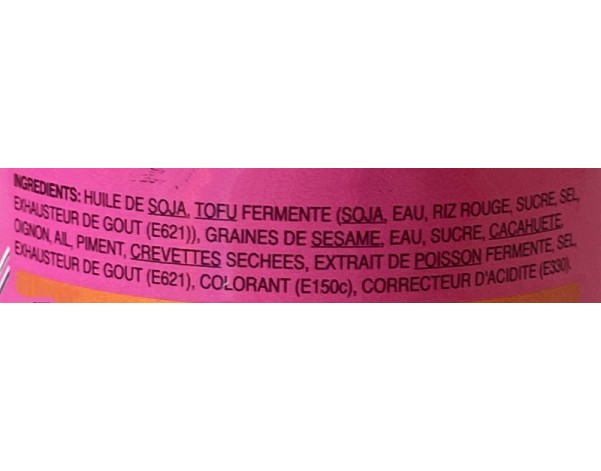 INGREDIENTS: HUILE DE SOJA, TOFU FERMENTE (SOJA, EAU, RIZ ROUGE, SUCRE, SEL,
EXHAUSTEUR DE GOUT (E621)), GRAINES DE SESAME, EAU, SUCRE, CACAHUETE,
OIGNON, AIL, PIMENT, CREVETTES SECHEES, EXTRAIT DE POISSON FERMENTE, SEL,
EXHAUSTEUR DE GOUT (E621), COLORANT (E150c), CORRECTEUR D'ACIDITE (E330).